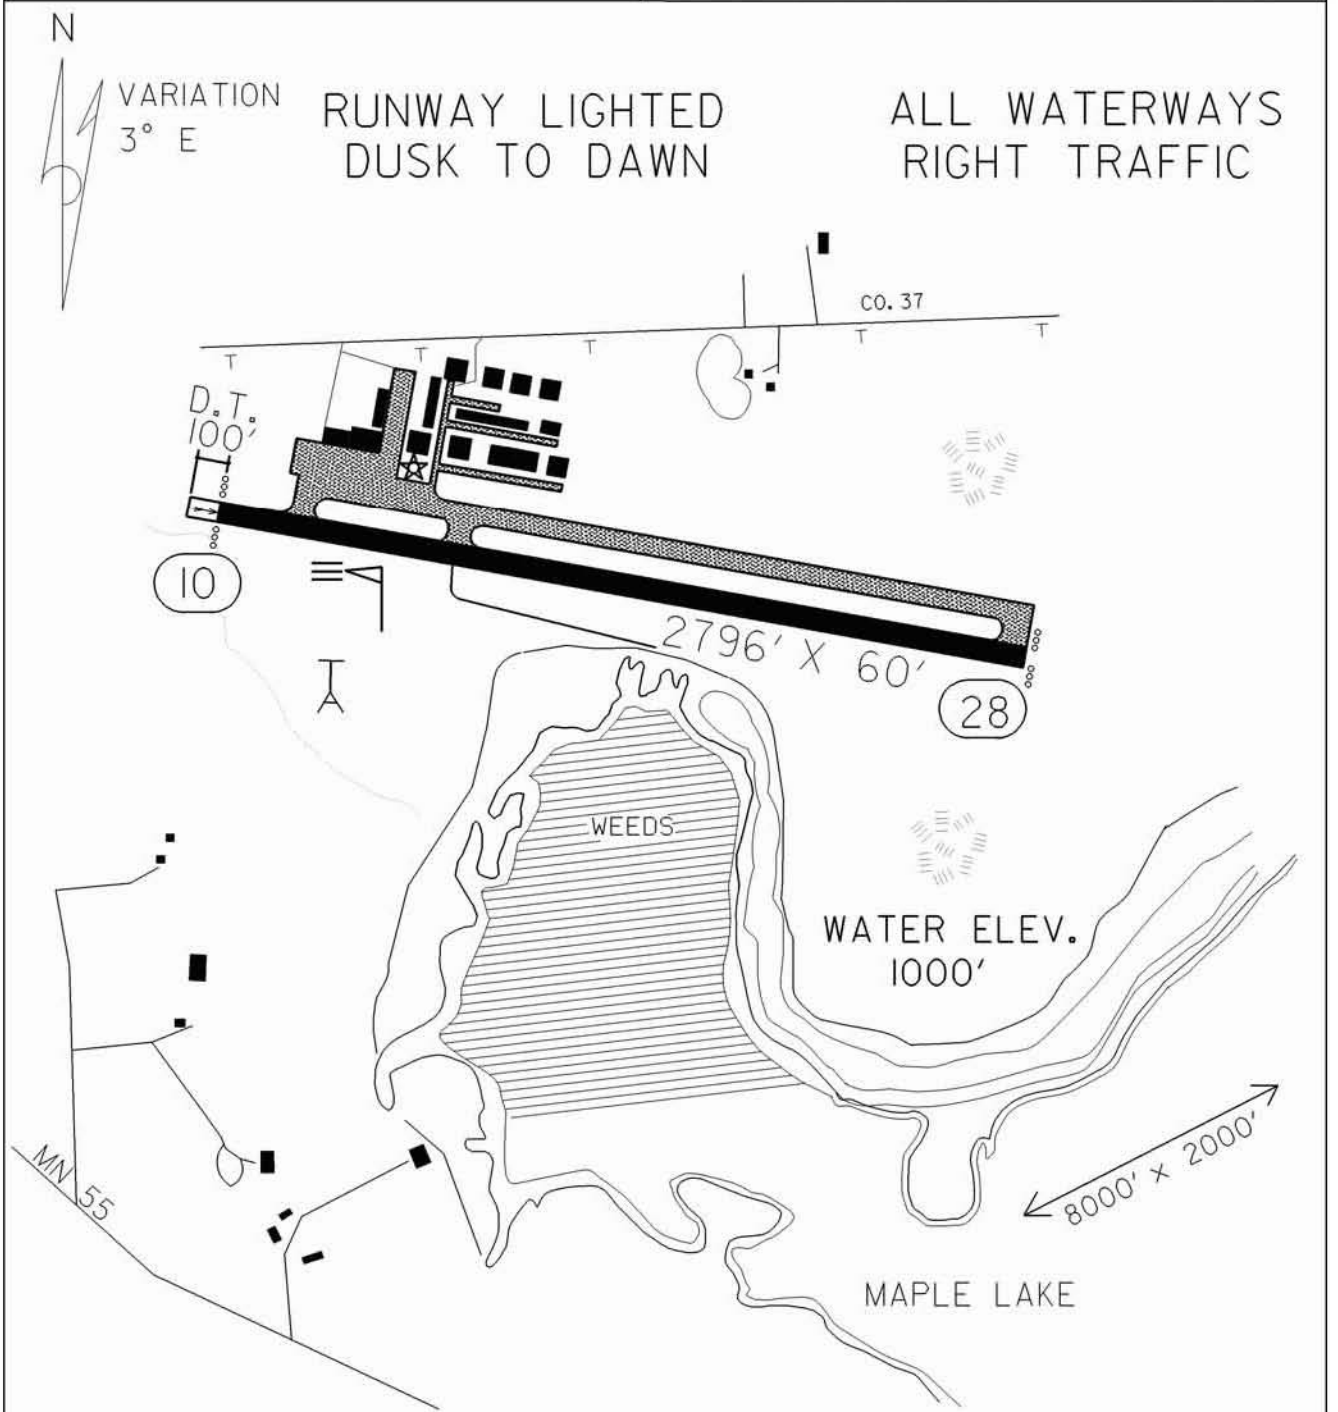 N
VARIATION
3° E
RUNWAY LIGHTED
DUSK TO DAWN
ALL WATERWAYS
RIGHT TRAFFIC
CO. 37
T
T
T
T
T
D.T.
100'
10
2796' X 60'
28
WEEDS
WATER ELEV.
1000'
MN 55
8000' x 2000'
MAPLE LAKE